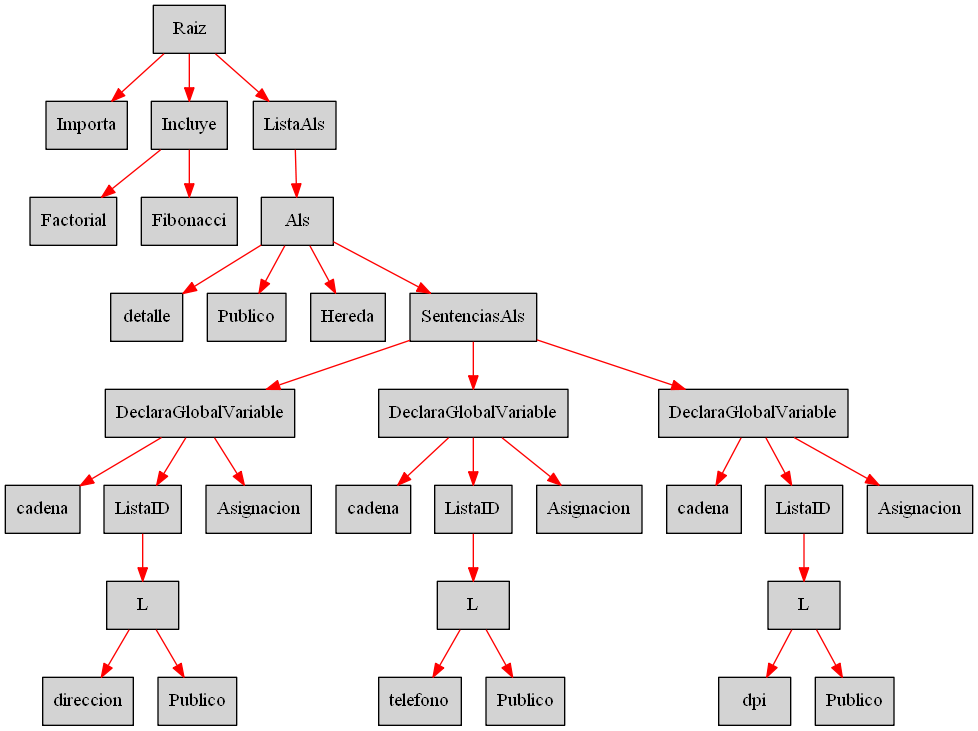 Raiz
Importa Incluye ListaAls
Factorial Fibonacci Als
detalle Publico Hereda SentenciasAls
DeclaraGlobalVariable DeclaraGlobalVariable DeclaraGlobalVariable
cadena ListaID Asignacion cadena ListaID Asignacion cadena ListaID Asignacion
L L L
direccion Publico telefono Publico dpi Publico